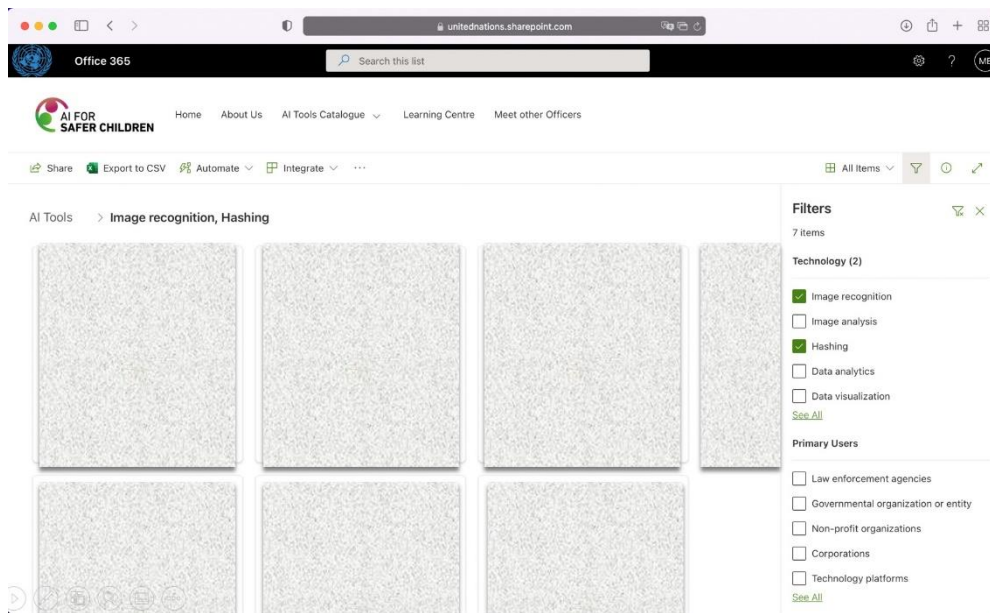 unitednations.sharepoint.com
Office 365
Search this list
?
ME
AI FOR
SAFER CHILDREN
Home About Us AI Tools Catalogue Learning Centre Meet other Officers
Share Export to CSV Automate Integrate ··· All Items
AI Tools > Image recognition, Hashing
Filters
7 items
Technology (2)
Image recognition
Image analysis
Hashing
Data analytics
Data visualization
See All
Primary Users
Law enforcement agencies
Governmental organization or entity
Non-profit organizations
Corporations
Technology platforms
See All